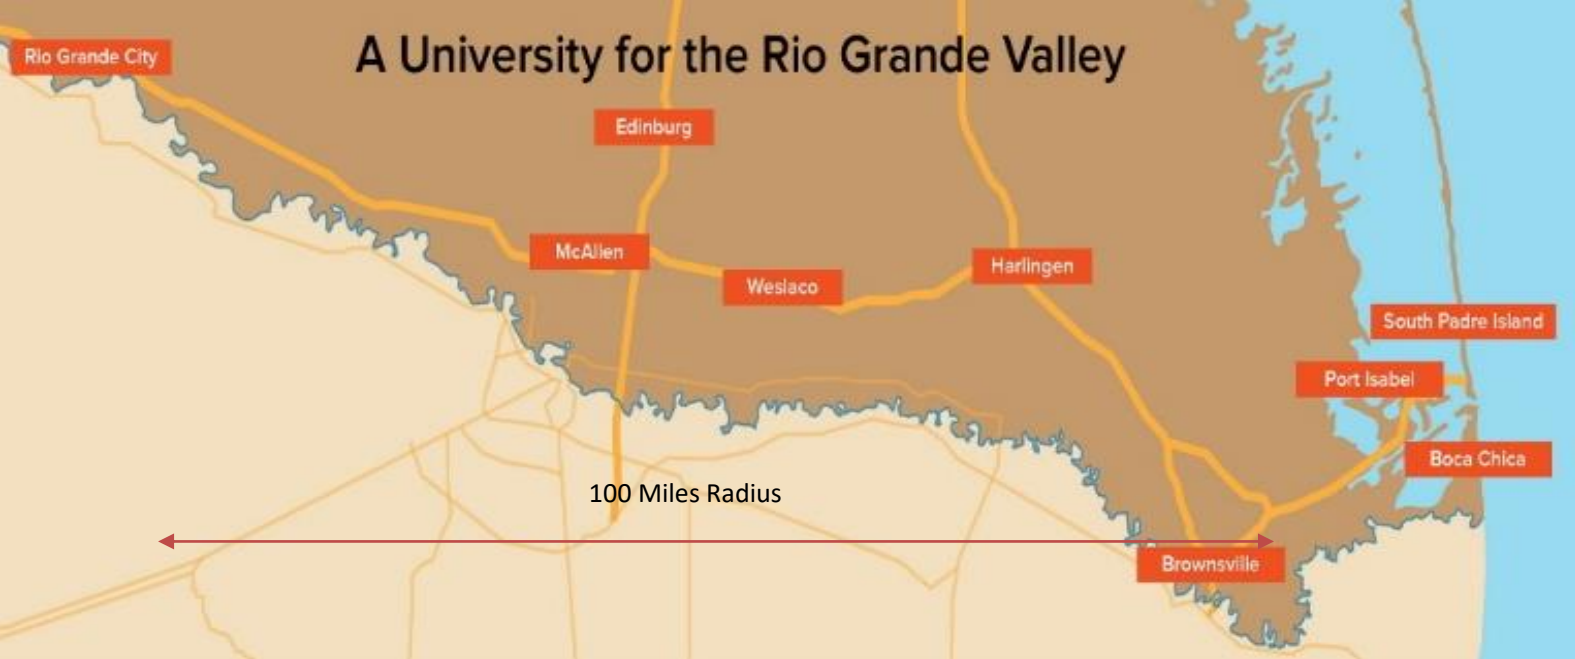 A University for the Rio Grande Valley
Rio Grande City
Edinburg
McAllen
Weslaco
Harlingen
South Padre Island
Port Isabel
Boca Chica
100 Miles Radius
Brownsville